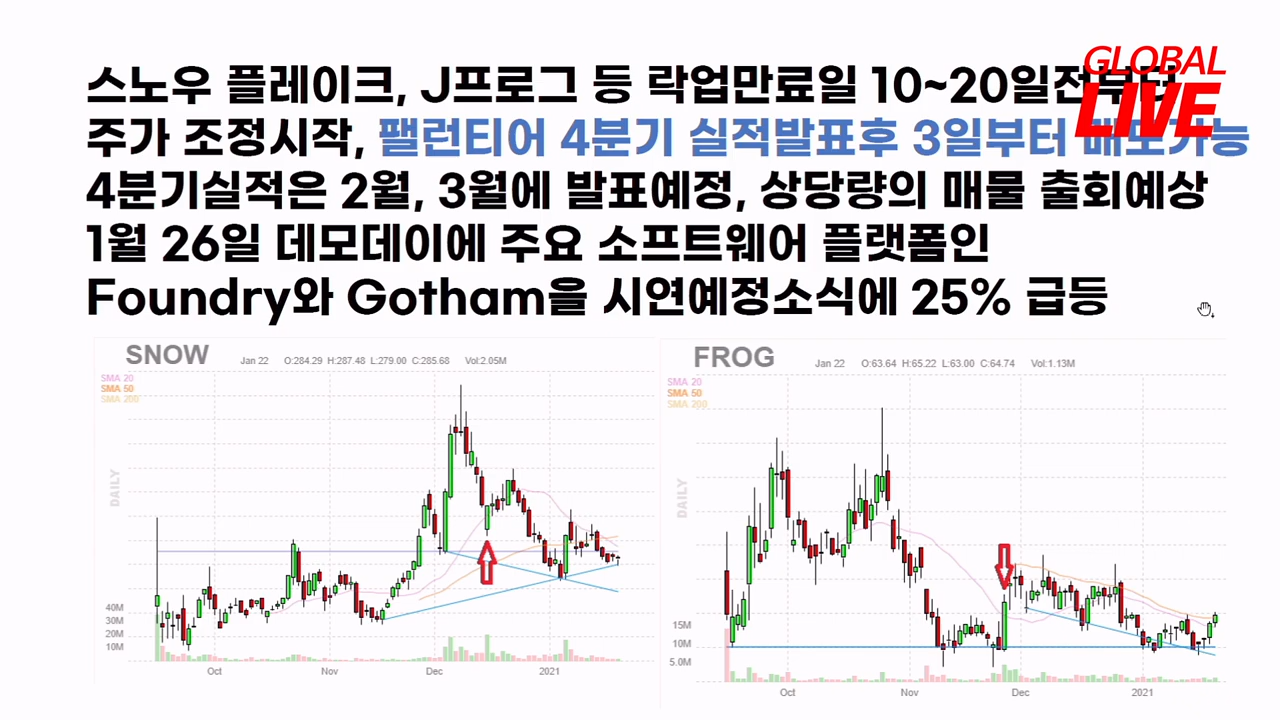 스노우 플레이크, J프로그 등 락업만료일 10~20일전부터
GLOBAL
LIVE
주가 조정시작, 팰런티어 4분기 실적발표후 3일부터 매도가능
4분기실적은 2월, 3월에 발표예정, 상당량의 매물 출회예상
1월 26일 데모데이에 주요 소프트웨어 플랫폼인
Foundry와 Gotham을 시연예정소식에 25% 급등
SNOW Jan 22 O:284.29 H:287.48 L:279.00 C:285.68 Vol:2.05M
SMA 20
SMA 50
SMA 200
DAILY
40M
30M
20M
10M
Oct Nov Dec 2021
FROG Jan 22 O:63.64 H:65.22 L:63.00 C:64.74 Vol:1.13M
SMA 20
SMA 50
SMA 200
DAILY
15M
10M
5.0M
Oct Nov Dec 2021